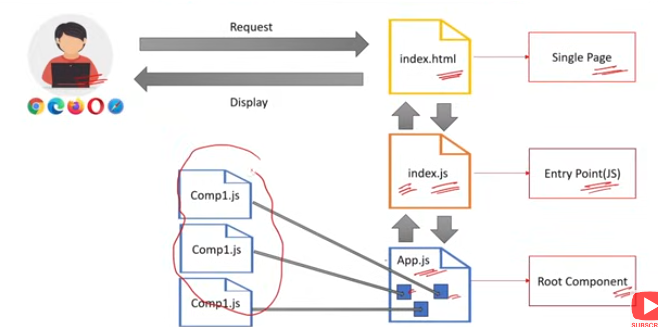 Request
index.html
Single Page
Display
index.js
Entry Point(JS)
Comp1.js
Comp1.js
Comp1.js
App.js
Root Component
SUBSCR